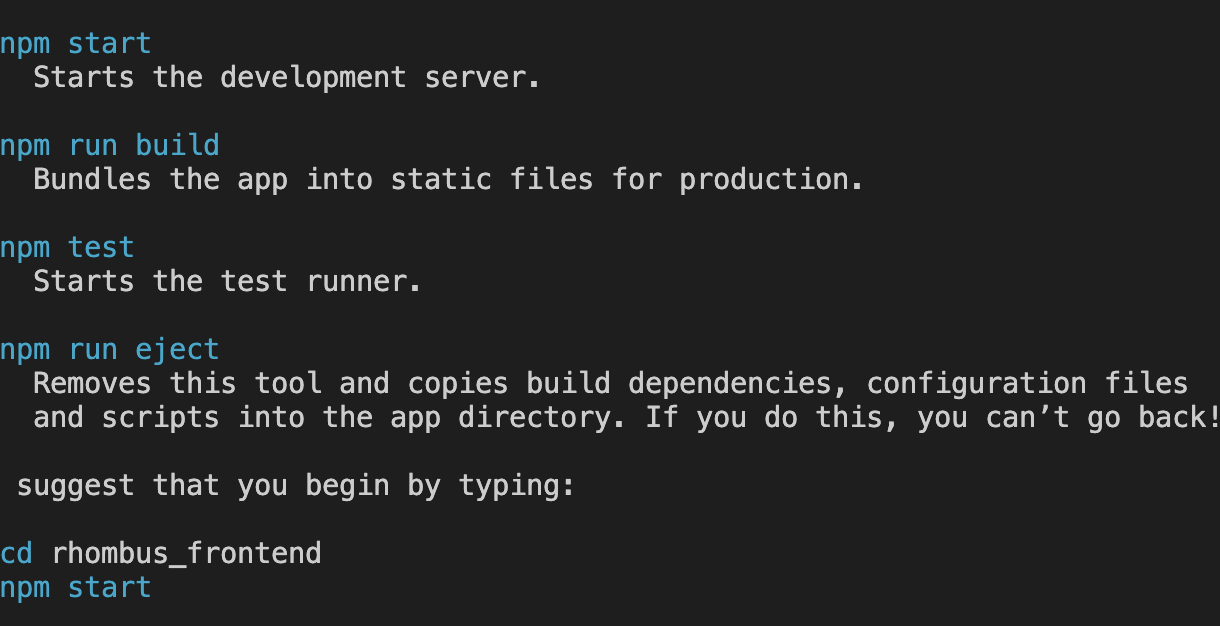 npm start
Starts the development server.
npm run build
Bundles the app into static files for production.
npm test
Starts the test runner.
npm run eject
Removes this tool and copies build dependencies, configuration files
and scripts into the app directory. If you do this, you can’t go back!
suggest that you begin by typing:
cd rhombus_frontend
npm start